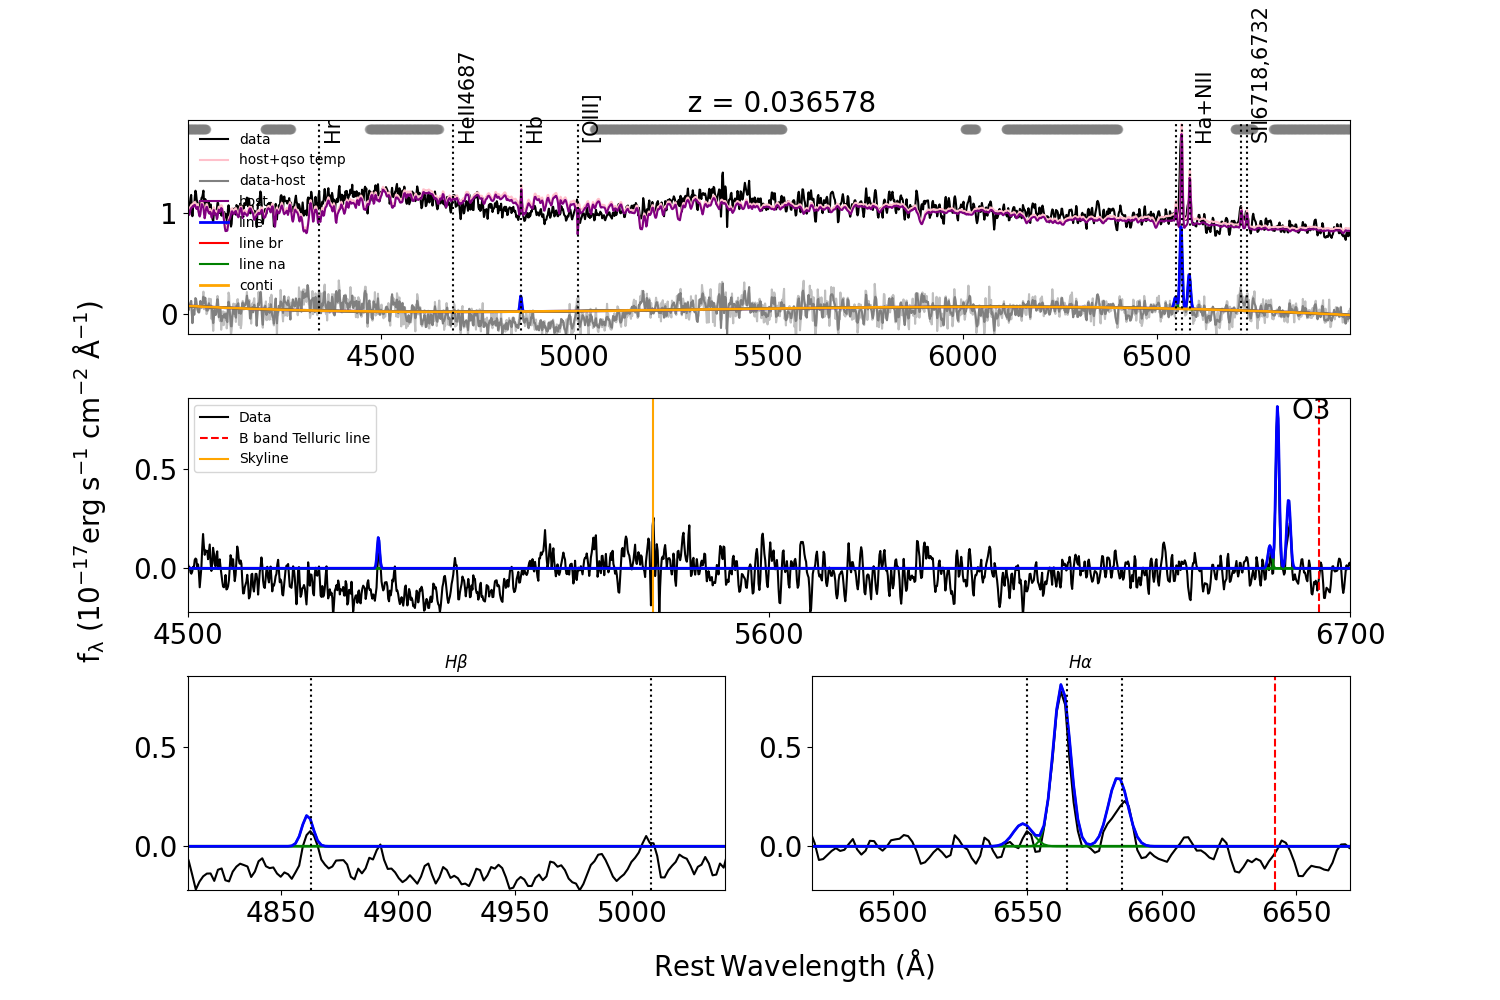 z = 0.036578
Hr
HeII4687
Hb
[OIII]
Ha+NII
SII6718,6732
data
host+qso temp
data-host
host
line
line br
line na
conti
1
0
4500 5000 5500 6000 6500
Data
B band Telluric line
Skyline
O3
0.5
0.0
4500 5600 6700
fλ (10−17erg s−1 cm−2 Å−1)
Hβ
0.5
0.0
4850 4900 4950 5000
Hα
0.5
0.0
6500 6550 6600 6650
Rest Wavelength (Å)